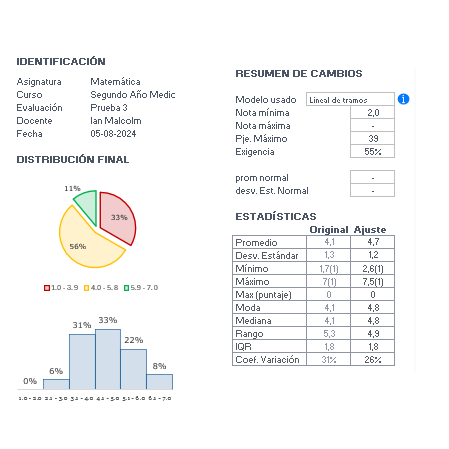 IDENTIFICACIÓN
Asignatura Matemática
Curso Segundo Año Medio
Evaluación Prueba 3
Docente Ian Malcolm
Fecha 05-08-2024
DISTRIBUCIÓN FINAL
11%
33%
56%
1.0 - 3.9 4.0 - 5.8 5.9 - 7.0
0% 6% 31% 33% 22% 8%
1.0 - 2.0 2.1 - 3.0 3.1 - 4.0 4.1 - 5.0 5.1 - 6.0 6.1 - 7.0
RESUMEN DE CAMBIOS
Modelo usado Lineal de tramos i
Nota mínima 2,0
Nota máxima -
Pje. Máximo 39
Exigencia 55%
prom normal -
desv. Est. Normal -
ESTADÍSTICAS
Original Ajuste
Promedio 4,1 4,7
Desv. Estándar 1,3 1,2
Mínimo 1,7(1) 2,6(1)
Máximo 7(1) 7,5(1)
Max (puntaje) 0 0
Moda 4,1 4,8
Mediana 4,1 4,8
Rango 5,3 4,9
IQR 1,8 1,8
Coef. Variación 31% 26%